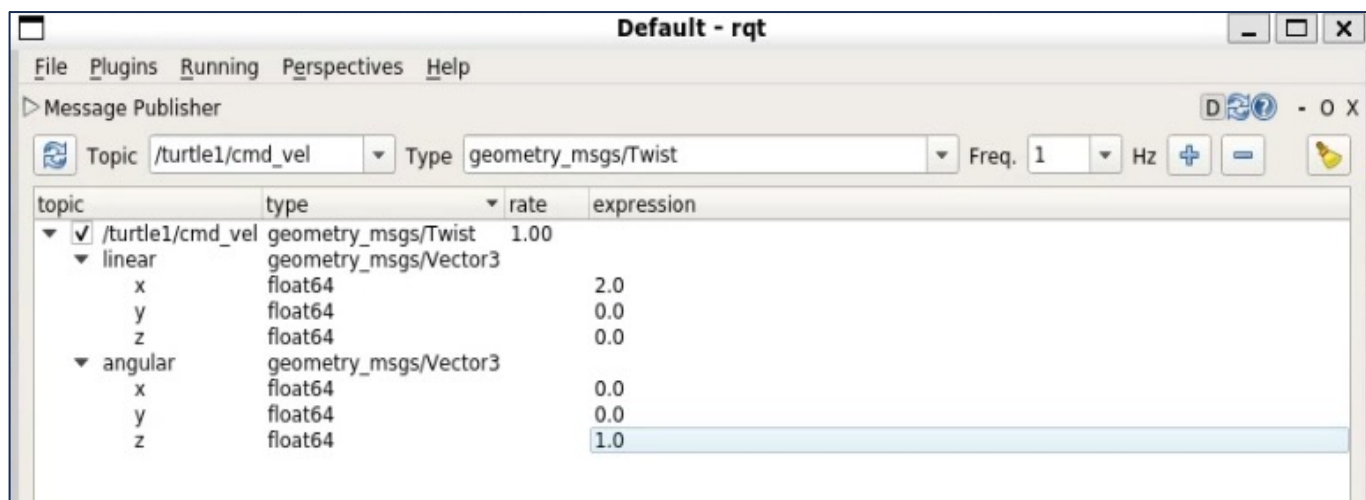 Default - rqt
File Plugins Running Perspectives Help
Message Publisher D ? - O X
Topic /turtle1/cmd_vel Type geometry_msgs/Twist Freq. 1 Hz
topic type rate expression
/turtle1/cmd_vel geometry_msgs/Twist 1.00
linear geometry_msgs/Vector3
x float64 2.0
y float64 0.0
z float64 0.0
angular geometry_msgs/Vector3
x float64 0.0
y float64 0.0
z float64 1.0